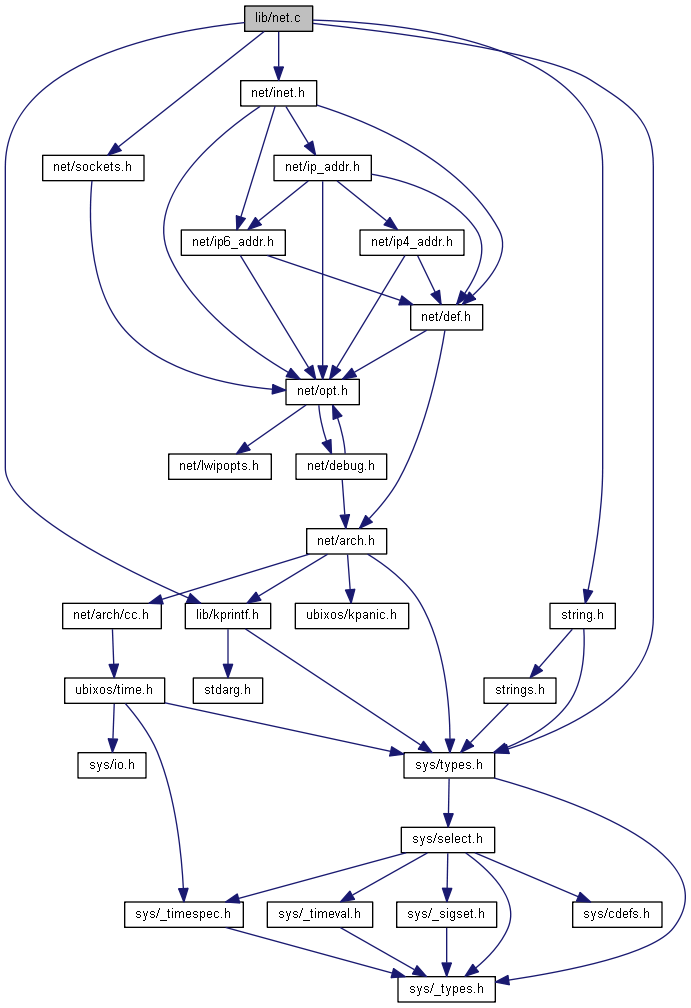 lib/net.c
net/inet.h
net/sockets.h
net/ip_addr.h
net/ip6_addr.h
net/ip4_addr.h
net/def.h
net/opt.h
net/lwipopts.h
net/debug.h
net/arch.h
net/arch/cc.h
lib/kprintf.h
ubixos/kpanic.h
string.h
ubixos/time.h
stdarg.h
strings.h
sys/io.h
sys/types.h
sys/select.h
sys/_timespec.h
sys/_timeval.h
sys/_sigset.h
sys/cdefs.h
sys/_types.h